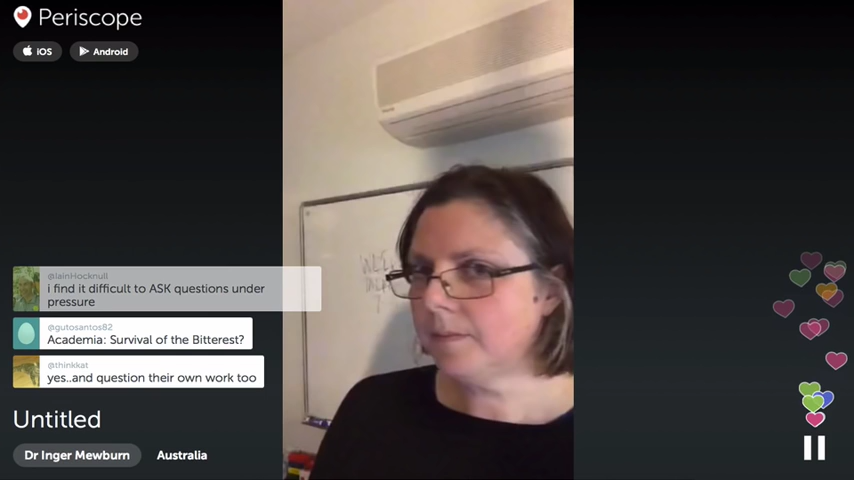 Periscope
iOS
Android
@IainHocknull
i find it difficult to ASK questions under
pressure
@gutosantos82
Academia: Survival of the Bitterest?
@thinkkat
yes..and question their own work too
Untitled
Dr Inger Mewburn
Australia